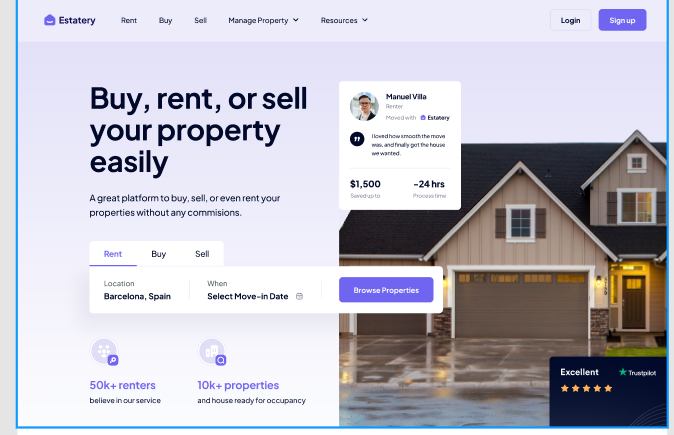 Estatery
Rent
Buy
Sell
Manage Property
Resources
Login
Sign up
Buy, rent, or sell
your property
easily
A great platform to buy, sell, or even rent your
properties without any commisions.
Manuel Villa
Renter
Moved with Estatery
I loved how smooth the move
was, and finally got the house
we wanted.
$1,500
Saved up to
-24 hrs
Process time
Rent
Buy
Sell
Location
Barcelona, Spain
When
Select Move-in Date
Browse Properties
50k+ renters
believe in our service
10k+ properties
and house ready for occupancy
Excellent
Trustpilot